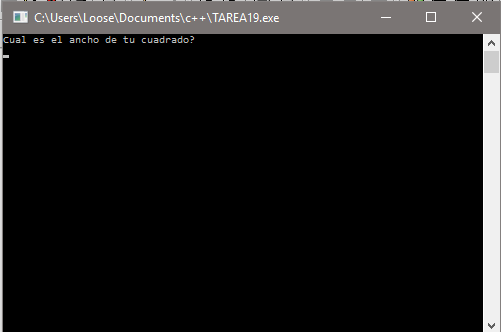 C:\Users\Loose\Documents\c++\TAREA19.exe
Cual es el ancho de tu cuadrado?